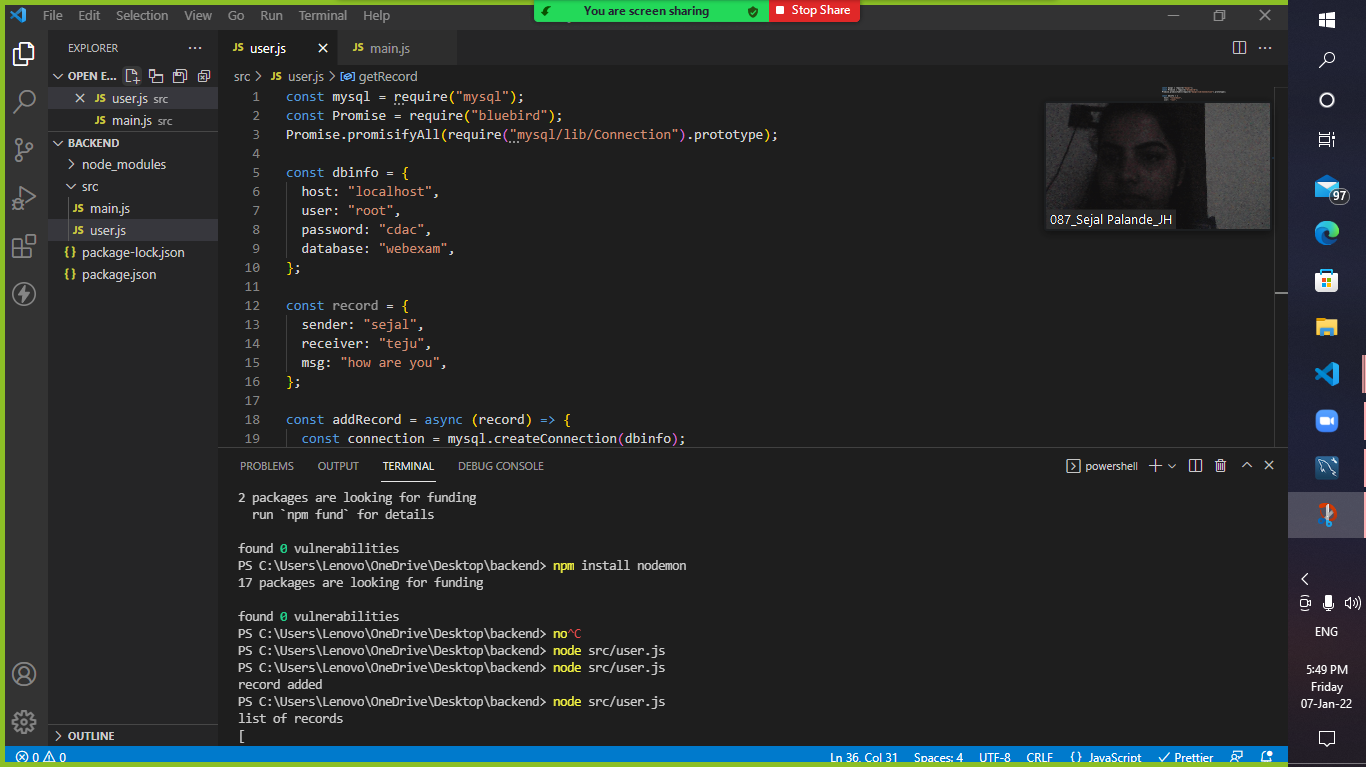 File Edit Selection View Go Run Terminal Help
You are screen sharing
Stop Share
EXPLORER
OPEN E...
JS user.js src
JS main.js src
BACKEND
node_modules
src
JS main.js
JS user.js
{} package-lock.json
{} package.json
OUTLINE
JS user.js
JS main.js
src > JS user.js > getRecord
1 const mysql = require("mysql");
2 const Promise = require("bluebird");
3 Promise.promisifyAll(require("mysql/lib/Connection").prototype);
4
5 const dbinfo = {
6 host: "localhost",
7 user: "root",
8 password: "cdac",
9 database: "webexam",
10 };
11
12 const record = {
13 sender: "sejal",
14 receiver: "teju",
15 msg: "how are you",
16 };
17
18 const addRecord = async (record) => {
19 const connection = mysql.createConnection(dbinfo);
087_Sejal Palande_JH
PROBLEMS OUTPUT TERMINAL DEBUG CONSOLE
powershell
2 packages are looking for funding
run `npm fund` for details
found 0 vulnerabilities
PS C:\Users\Lenovo\OneDrive\Desktop\backend> npm install nodemon
17 packages are looking for funding
found 0 vulnerabilities
PS C:\Users\Lenovo\OneDrive\Desktop\backend> no^C
PS C:\Users\Lenovo\OneDrive\Desktop\backend> node src/user.js
PS C:\Users\Lenovo\OneDrive\Desktop\backend> node src/user.js
record added
PS C:\Users\Lenovo\OneDrive\Desktop\backend> node src/user.js
list of records
[
0 0
Ln 36, Col 31 Spaces: 4 UTF-8 CRLF {} JavaScript Prettier
97
ENG
5:49 PM
Friday
07-Jan-22